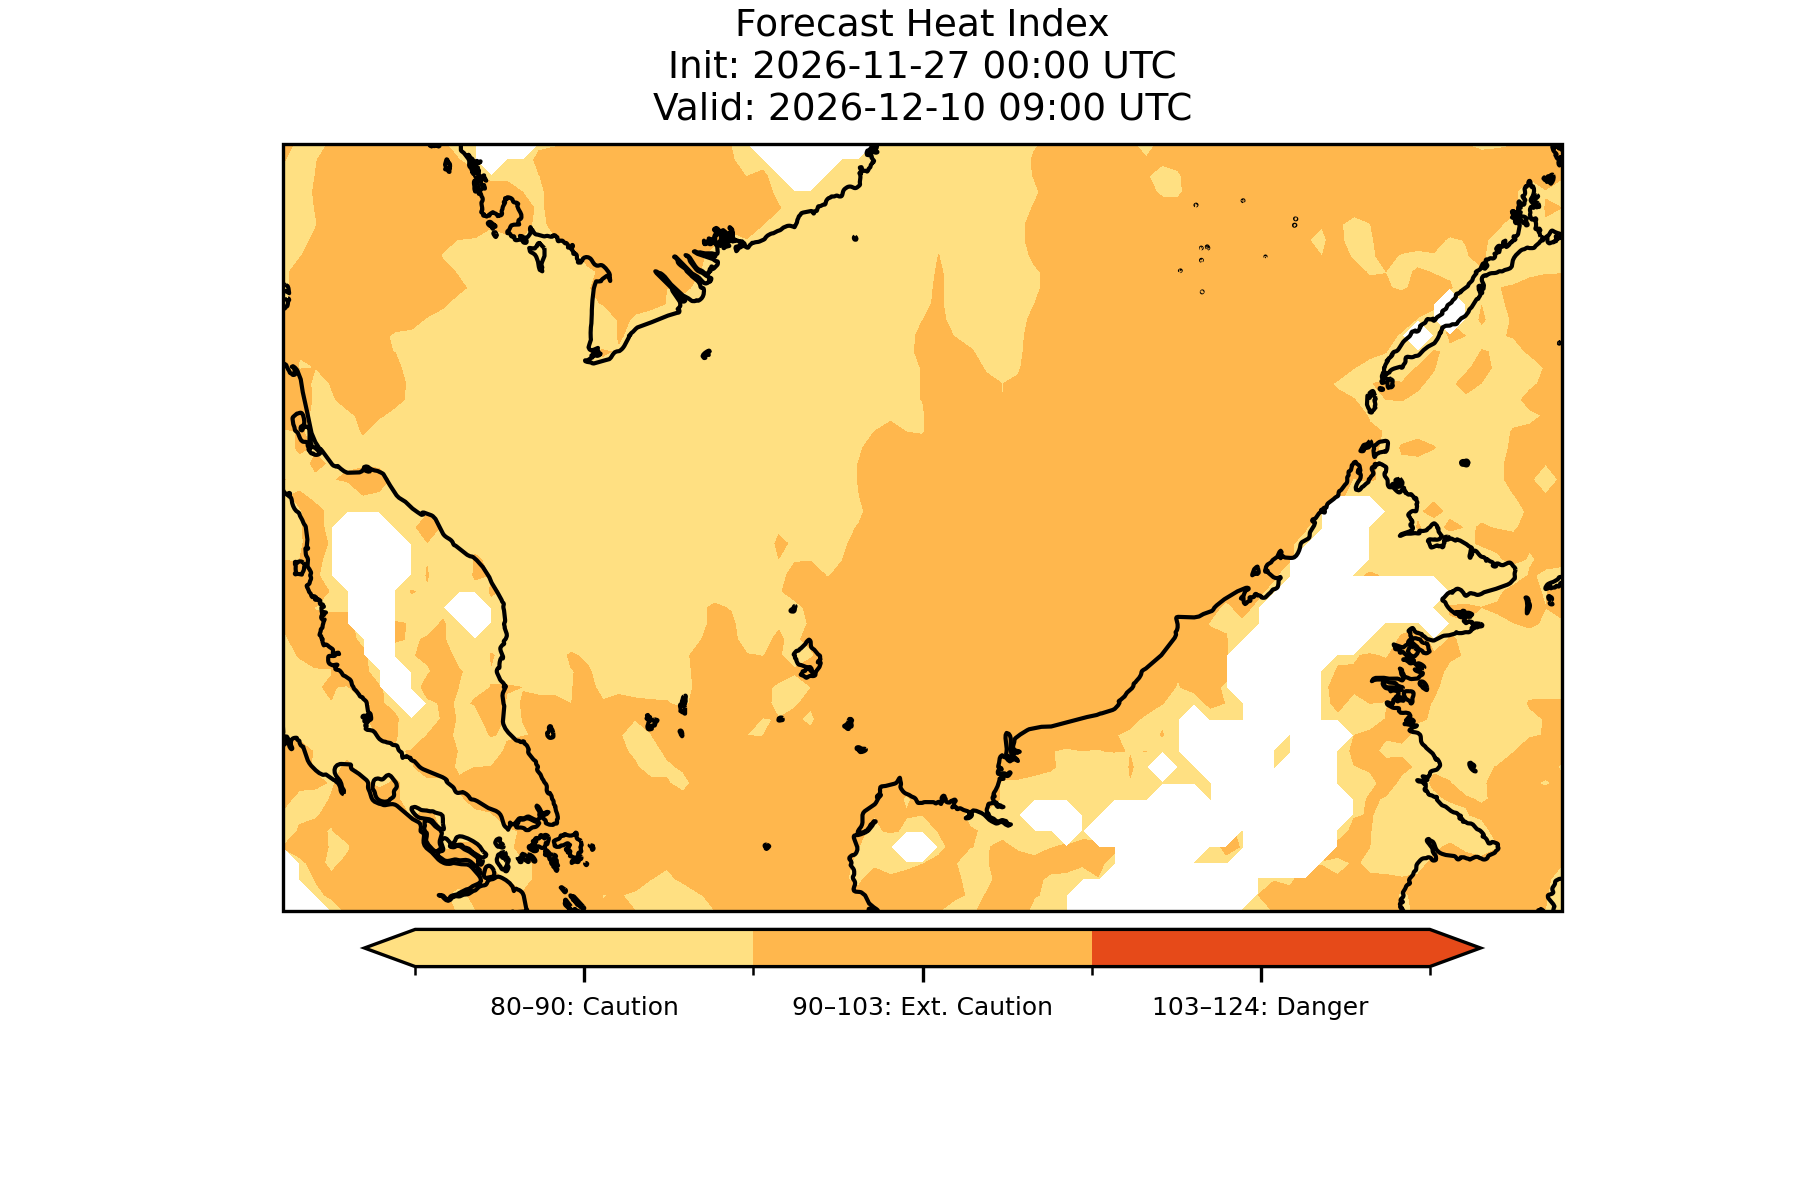 Forecast Heat Index
Init: 2026-11-27 00:00 UTC
Valid: 2026-12-10 09:00 UTC
80–90: Caution
90–103: Ext. Caution
103–124: Danger